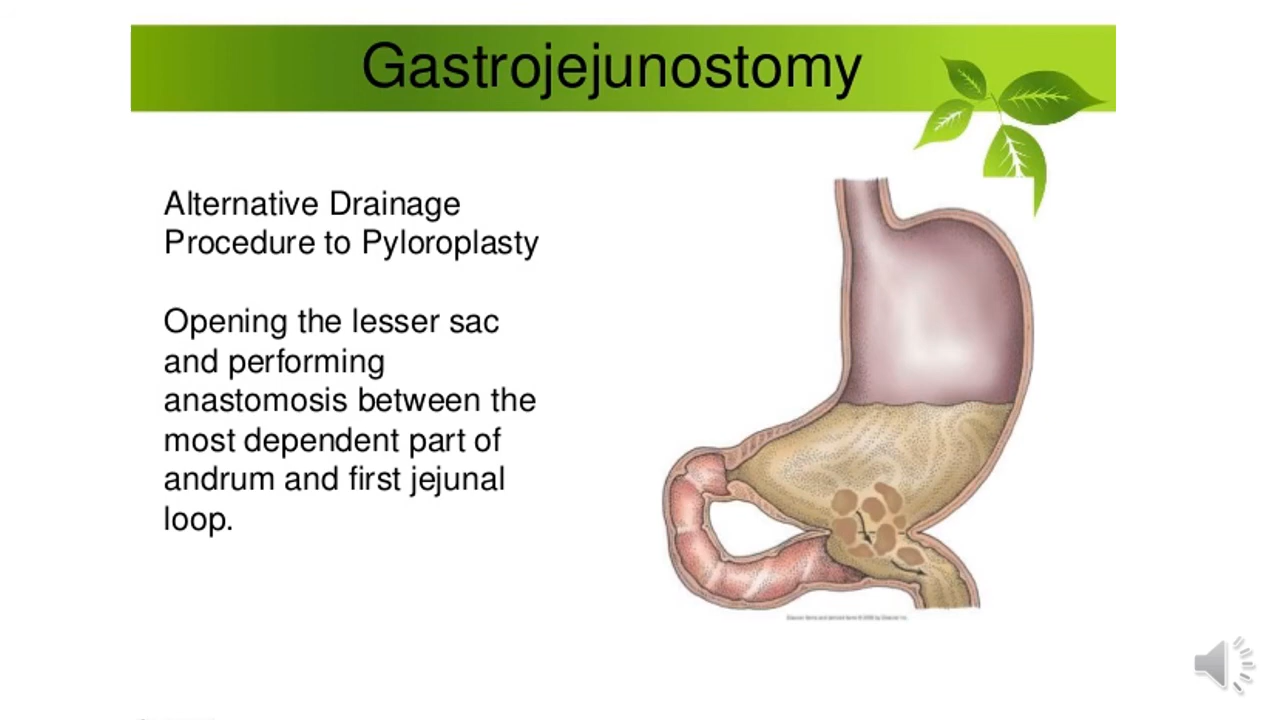 Gastrojejunostomy
Alternative Drainage
Procedure to Pyloroplasty
Opening the lesser sac
and performing
anastomosis between the
most dependent part of
andrum and first jejunal
loop.